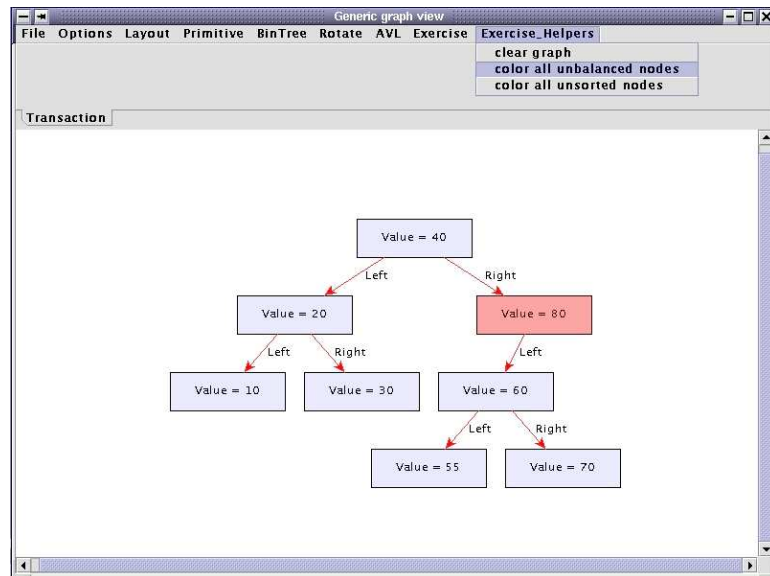 Generic graph view
File Options Layout Primitive BinTree Rotate AVL Exercise Exercise_Helpers
clear graph
color all unbalanced nodes
color all unsorted nodes
Transaction
Value = 40
Left Right
Value = 20 Value = 80
Left Right Left
Value = 10 Value = 30 Value = 60
Left Right
Value = 55 Value = 70